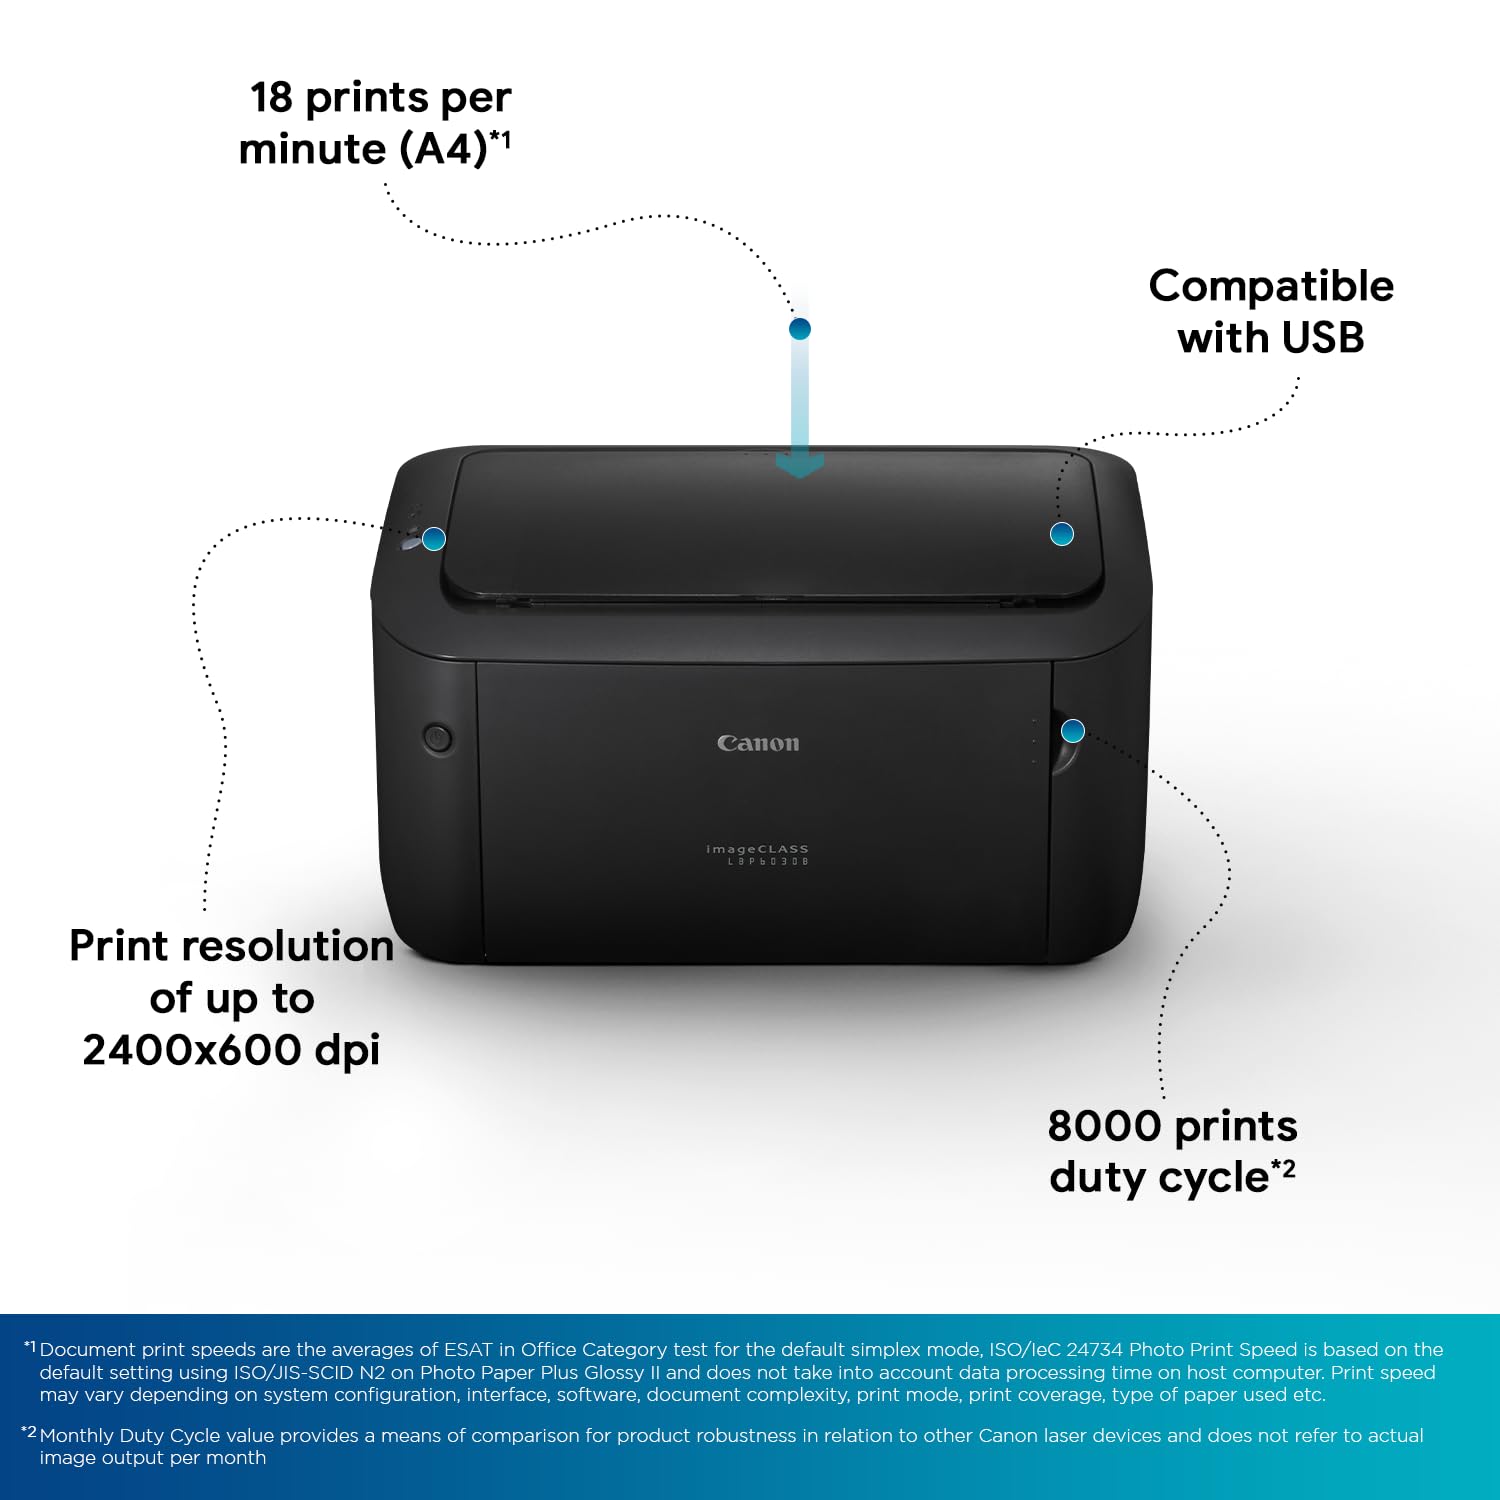 18 prints per
minute (A4)*1
Compatible
with USB
Canon
imageCLASS
LBP6030B
Print resolution
of up to
2400x600 dpi
8000 prints
duty cycle*2
*1 Document print speeds are the averages of ESAT in Office Category test for the default simplex mode, ISO/IeC 24734 Photo Print Speed is based on the
default setting using ISO/JIS-SCID N2 on Photo Paper Plus Glossy II and does not take into account data processing time on host computer. Print speed
may vary depending on system configuration, interface, software, document complexity, print mode, print coverage, type of paper used etc.
*2 Monthly Duty Cycle value provides a means of comparison for product robustness in relation to other Canon laser devices and does not refer to actual
image output per month